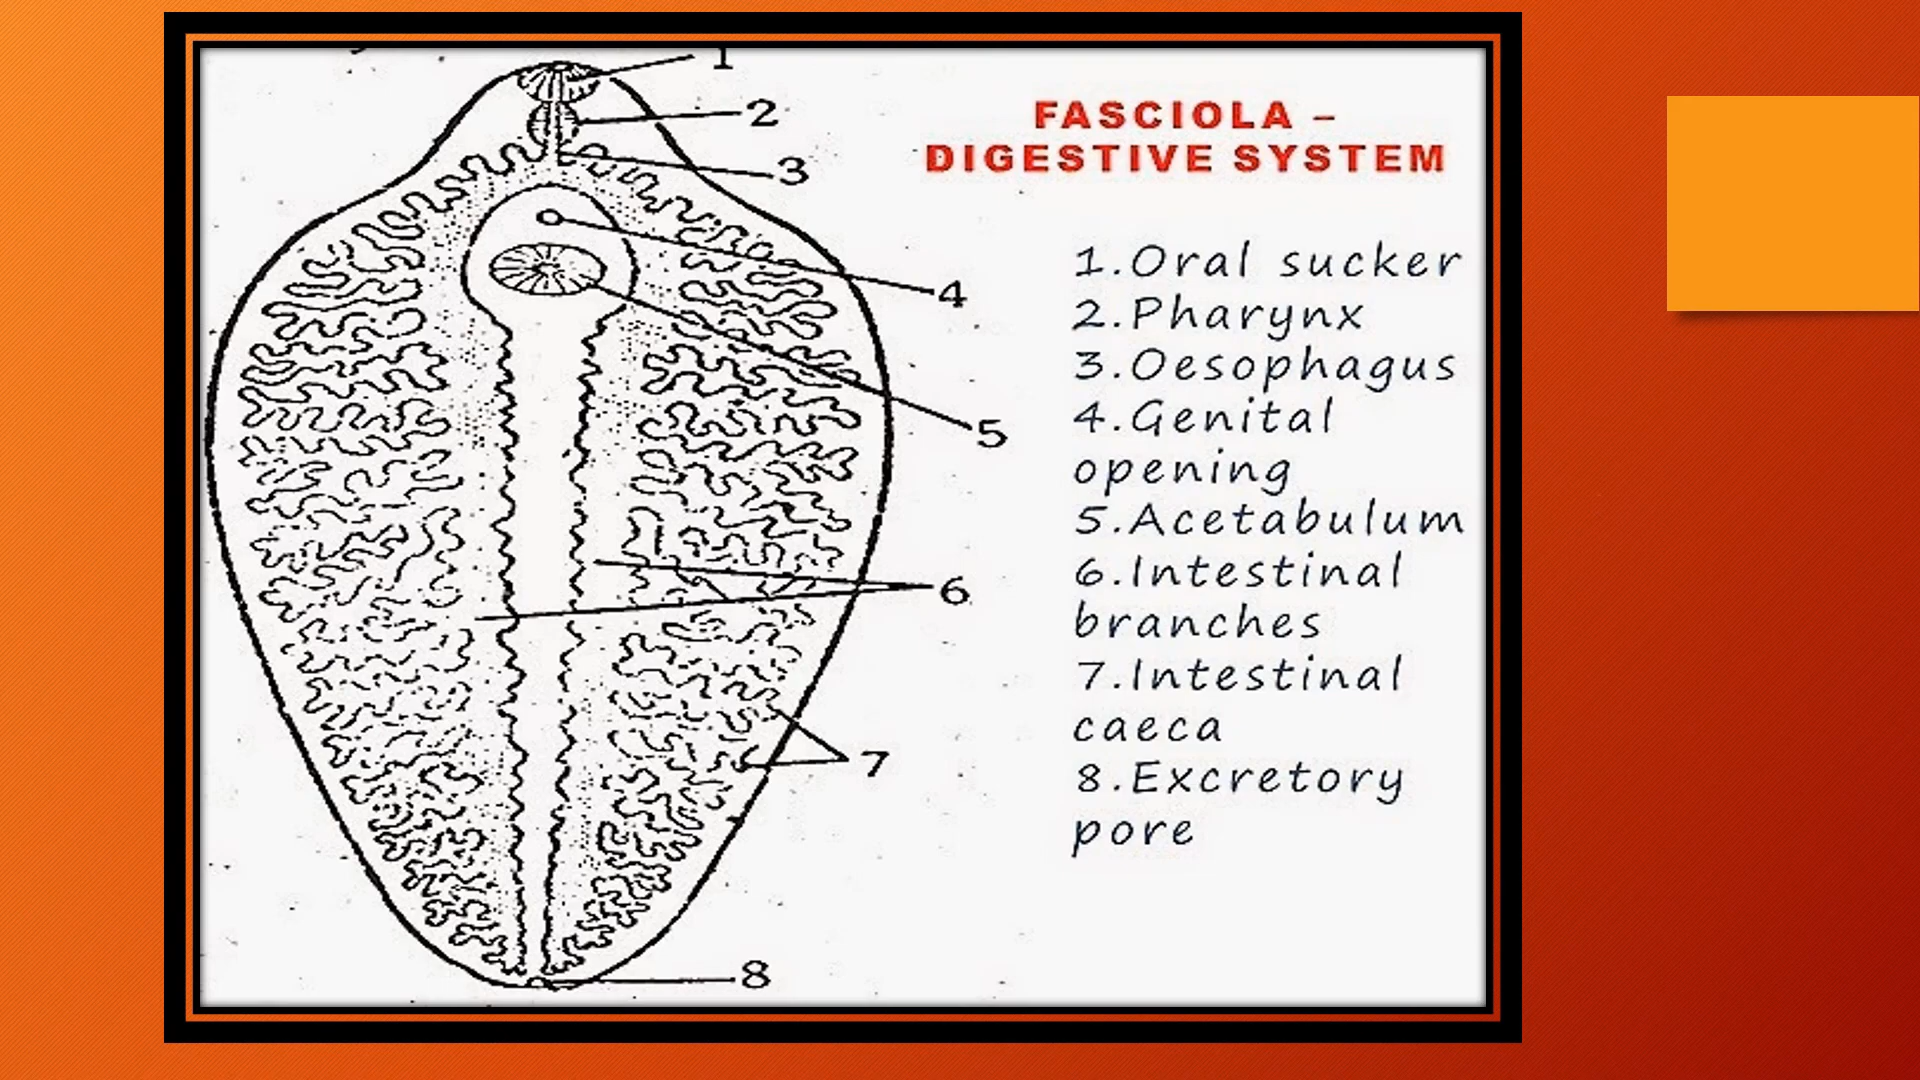 1
2
3
4
5
6
7
8
FASCIOLA –
DIGESTIVE SYSTEM
1.Oral sucker
2.Pharynx
3.Oesophagus
4.Genital
opening
5.Acetabulum
6.Intestinal
branches
7.Intestinal
caeca
8.Excretory
pore